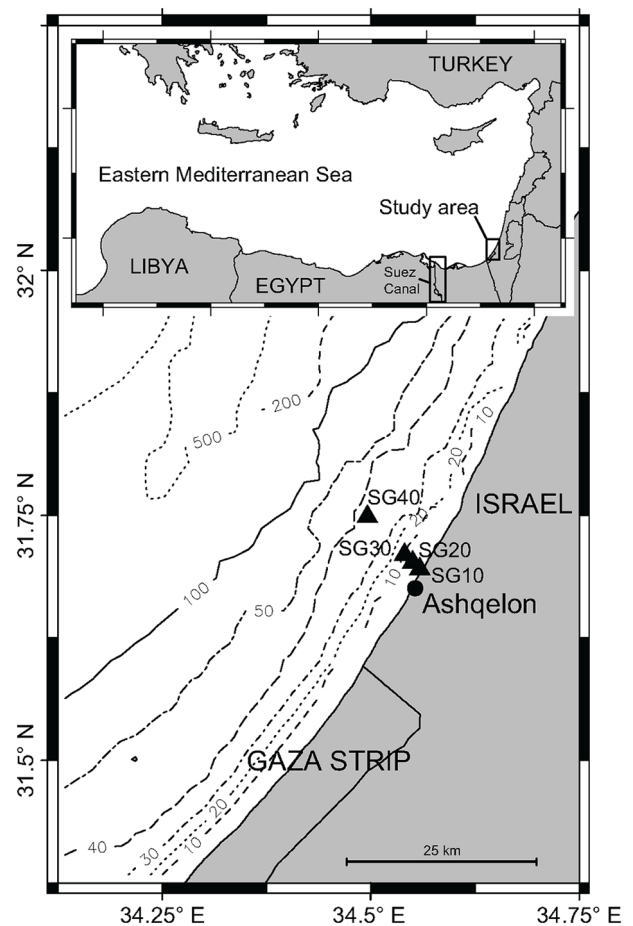 TURKEY
Eastern Mediterranean Sea
Study area
LIBYA
EGYPT
Suez
Canal
32° N
200
500
10
20
SG40
ISRAEL
31.75° N
20
SG30
SG20
10
SG10
100
50
Ashqelon
31.5° N
GAZA STRIP
20
10
40
30
25 km
34.25° E
34.5° E
34.75° E